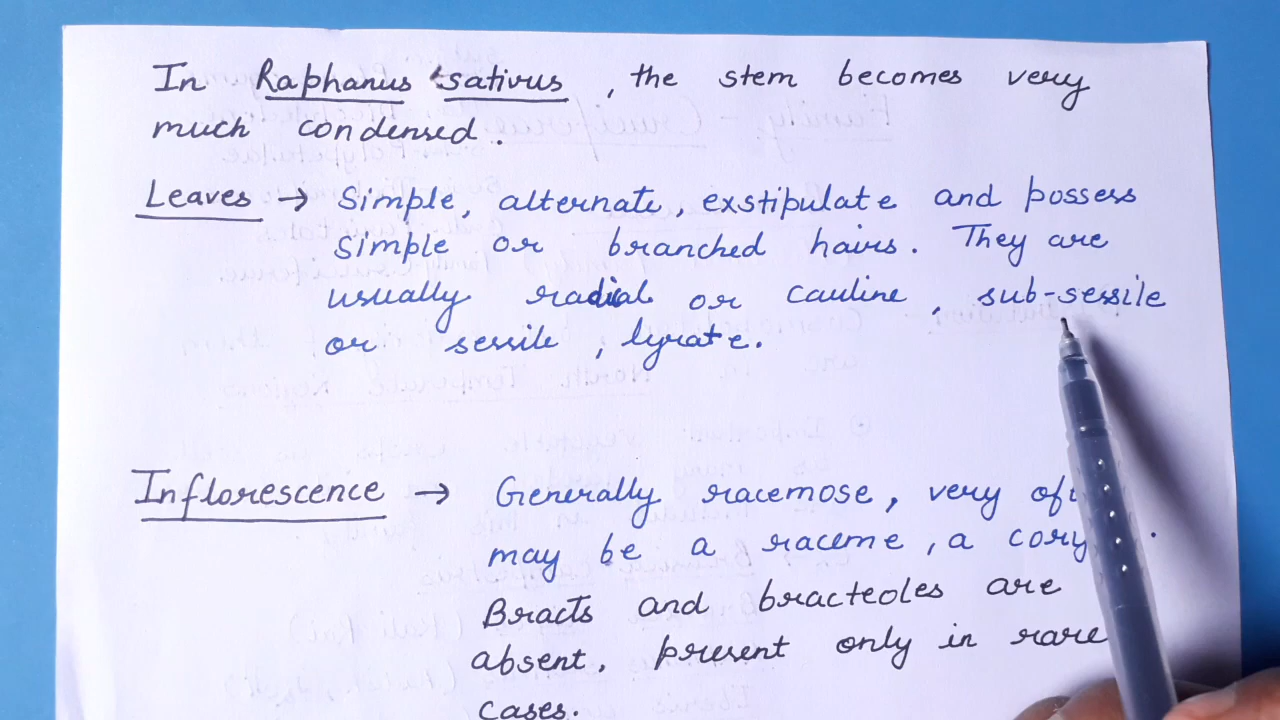 In Raphanus sativus, the stem becomes very
much condensed.
Leaves → Simple, alternate, exstipulate and possess
simple or branched hairs. They are
usually radial or cauline, sub-sessile
or sessile, lyrate.
Inflorescence → Generally racemose, very
may be a raceme, a
Bracts and bracteoles are
absent, present only in rare
cases.